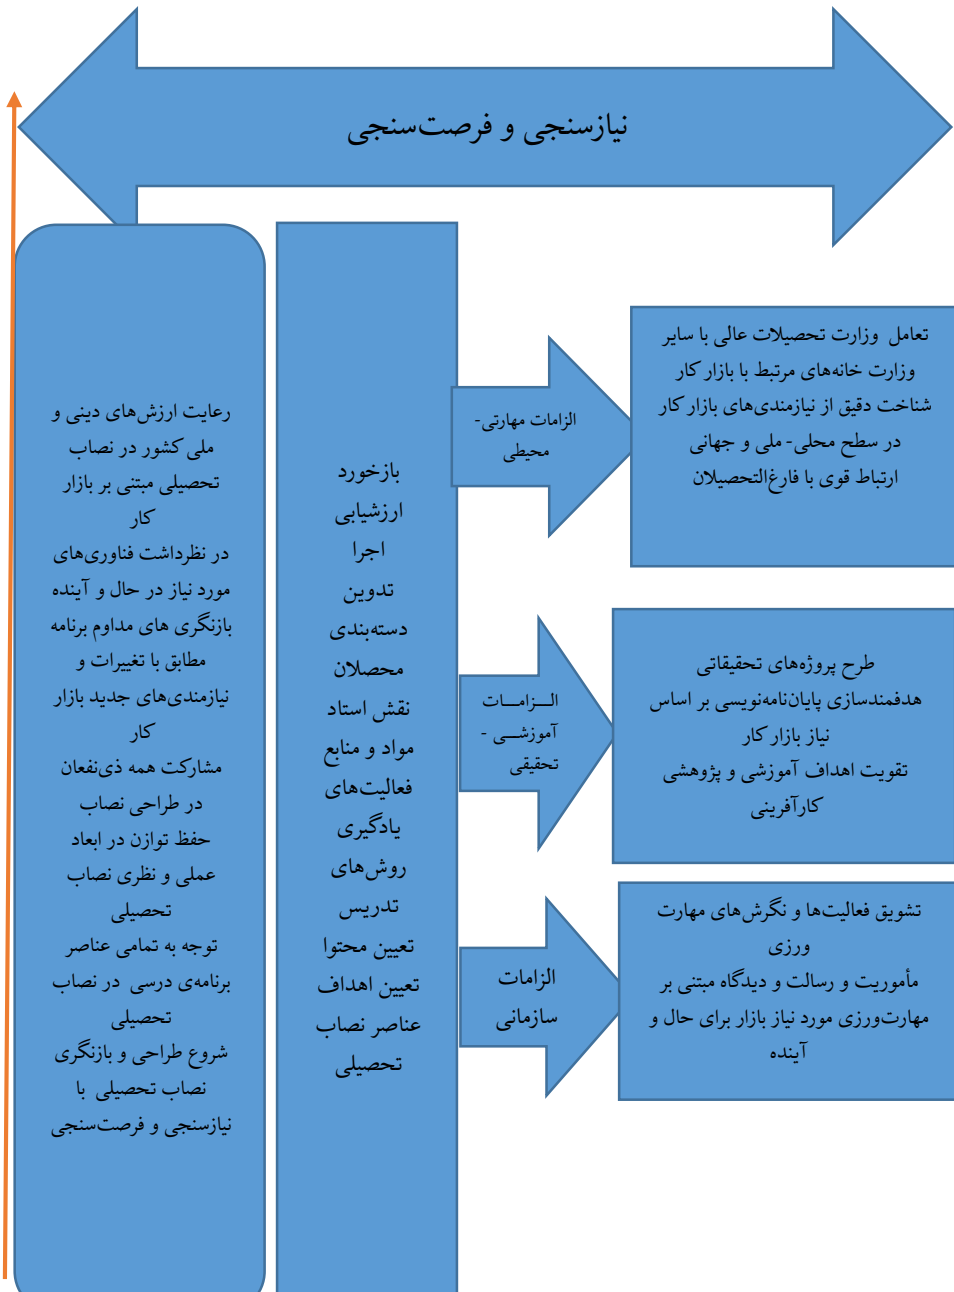 نیازسنجی و فرصت‌سنجی
تعامل وزارت تحصیلات عالی با سایر
وزارت خانه‌های مرتبط با بازار کار
شناخت دقیق از نیازمندی‌های بازار کار
در سطح محلی- ملی و جهانی
ارتباط قوی با فارغ‌التحصیلان
الزامات مهارتی-
محیطی
طرح پروژه‌های تحقیقاتی
هدفمندسازی پایان‌نامه‌نویسی بر اساس
نیاز بازار کار
تقویت اهداف آموزشی و پژوهشی
کارآفرینی
الـــزامـــات
آموزشـــی -
تحقیقی
تشویق فعالیت‌ها و نگرش‌های مهارت
ورزی
مأموریت و رسالت و دیدگاه مبتنی بر
مهارت‌ورزی مورد نیاز بازار برای حال و
آینده
الزامات
سازمانی
بازخورد
ارزشیابی
اجرا
تدوین
دسته‌بندی
محصلان
نقش استاد
مواد و منابع
فعالیت‌های
یادگیری
روش‌های
تدریس
تعیین محتوا
تعیین اهداف
عناصر نصاب
تحصیلی
رعایت ارزش‌های دینی و
ملی کشور در نصاب
تحصیلی مبتنی بر بازار
کار
در نظرداشت فناوری‌های
مورد نیاز در حال و آینده
بازنگری های مداوم برنامه
مطابق با تغییرات و
نیازمندی‌های جدید بازار
کار
مشارکت همه ذی‌نفعان
در طراحی نصاب
حفظ توازن در ابعاد
عملی و نظری نصاب
تحصیلی
توجه به تمامی عناصر
برنامه‌ی درسی در نصاب
تحصیلی
شروع طراحی و بازنگری
نصاب تحصیلی با
نیازسنجی و فرصت‌سنجی